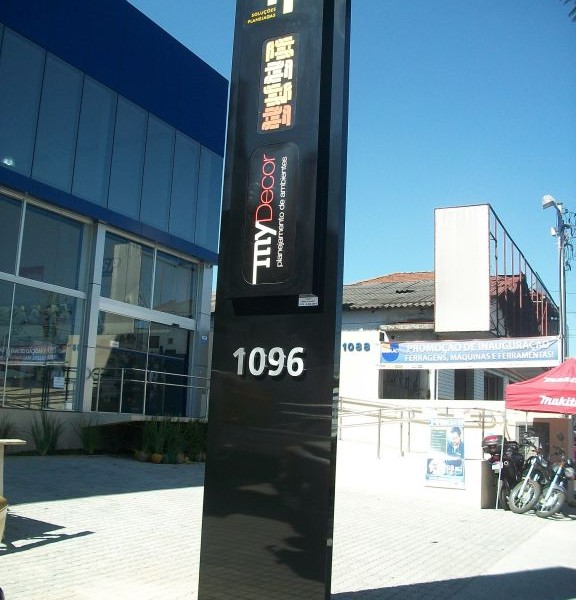 SOLUÇÕES
PLANEJADAS
myDecor
planejamento de ambientes
1096
1088
PROMOÇÃO DE INAUGURAÇÃO
FERRAGENS, MÁQUINAS E FERRAMENTAS!
makita